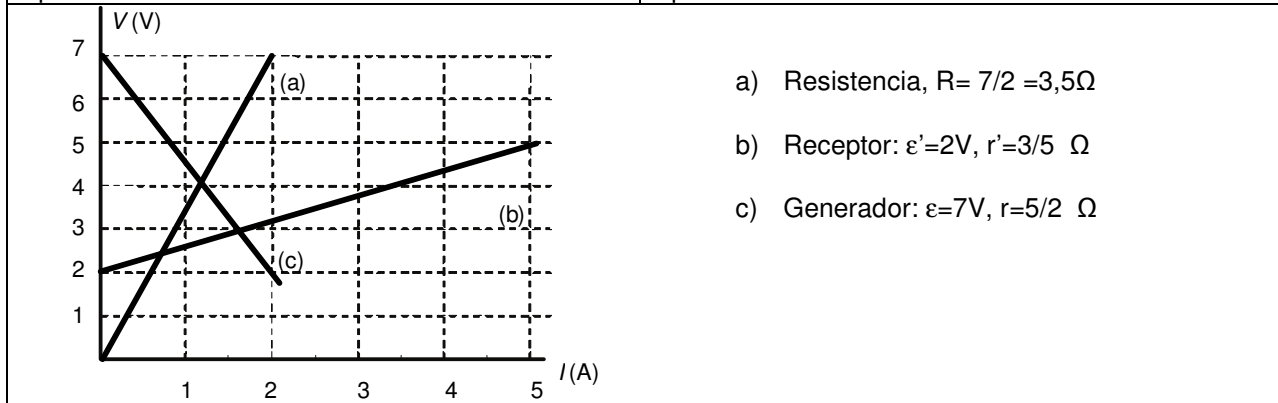 V (V)
7
6
5
4
3
2
1
(a)
(b)
(c)
1 2 3 4 5
I (A)
a) Resistencia, R= 7/2 =3,5Ω
b) Receptor: ε’=2V, r’=3/5 Ω
c) Generador: ε=7V, r=5/2 Ω